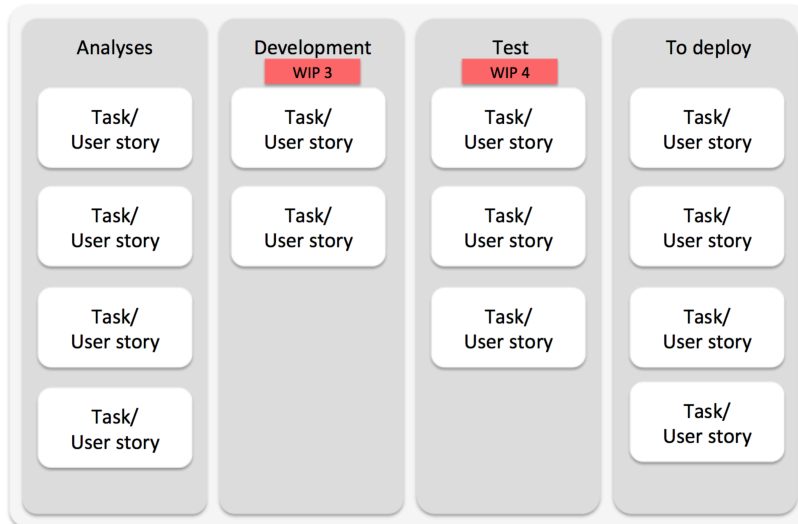 Analyses
Task/
User story
Task/
User story
Task/
User story
Task/
User story
Development
WIP 3
Task/
User story
Task/
User story
Test
WIP 4
Task/
User story
Task/
User story
Task/
User story
To deploy
Task/
User story
Task/
User story
Task/
User story
Task/
User story